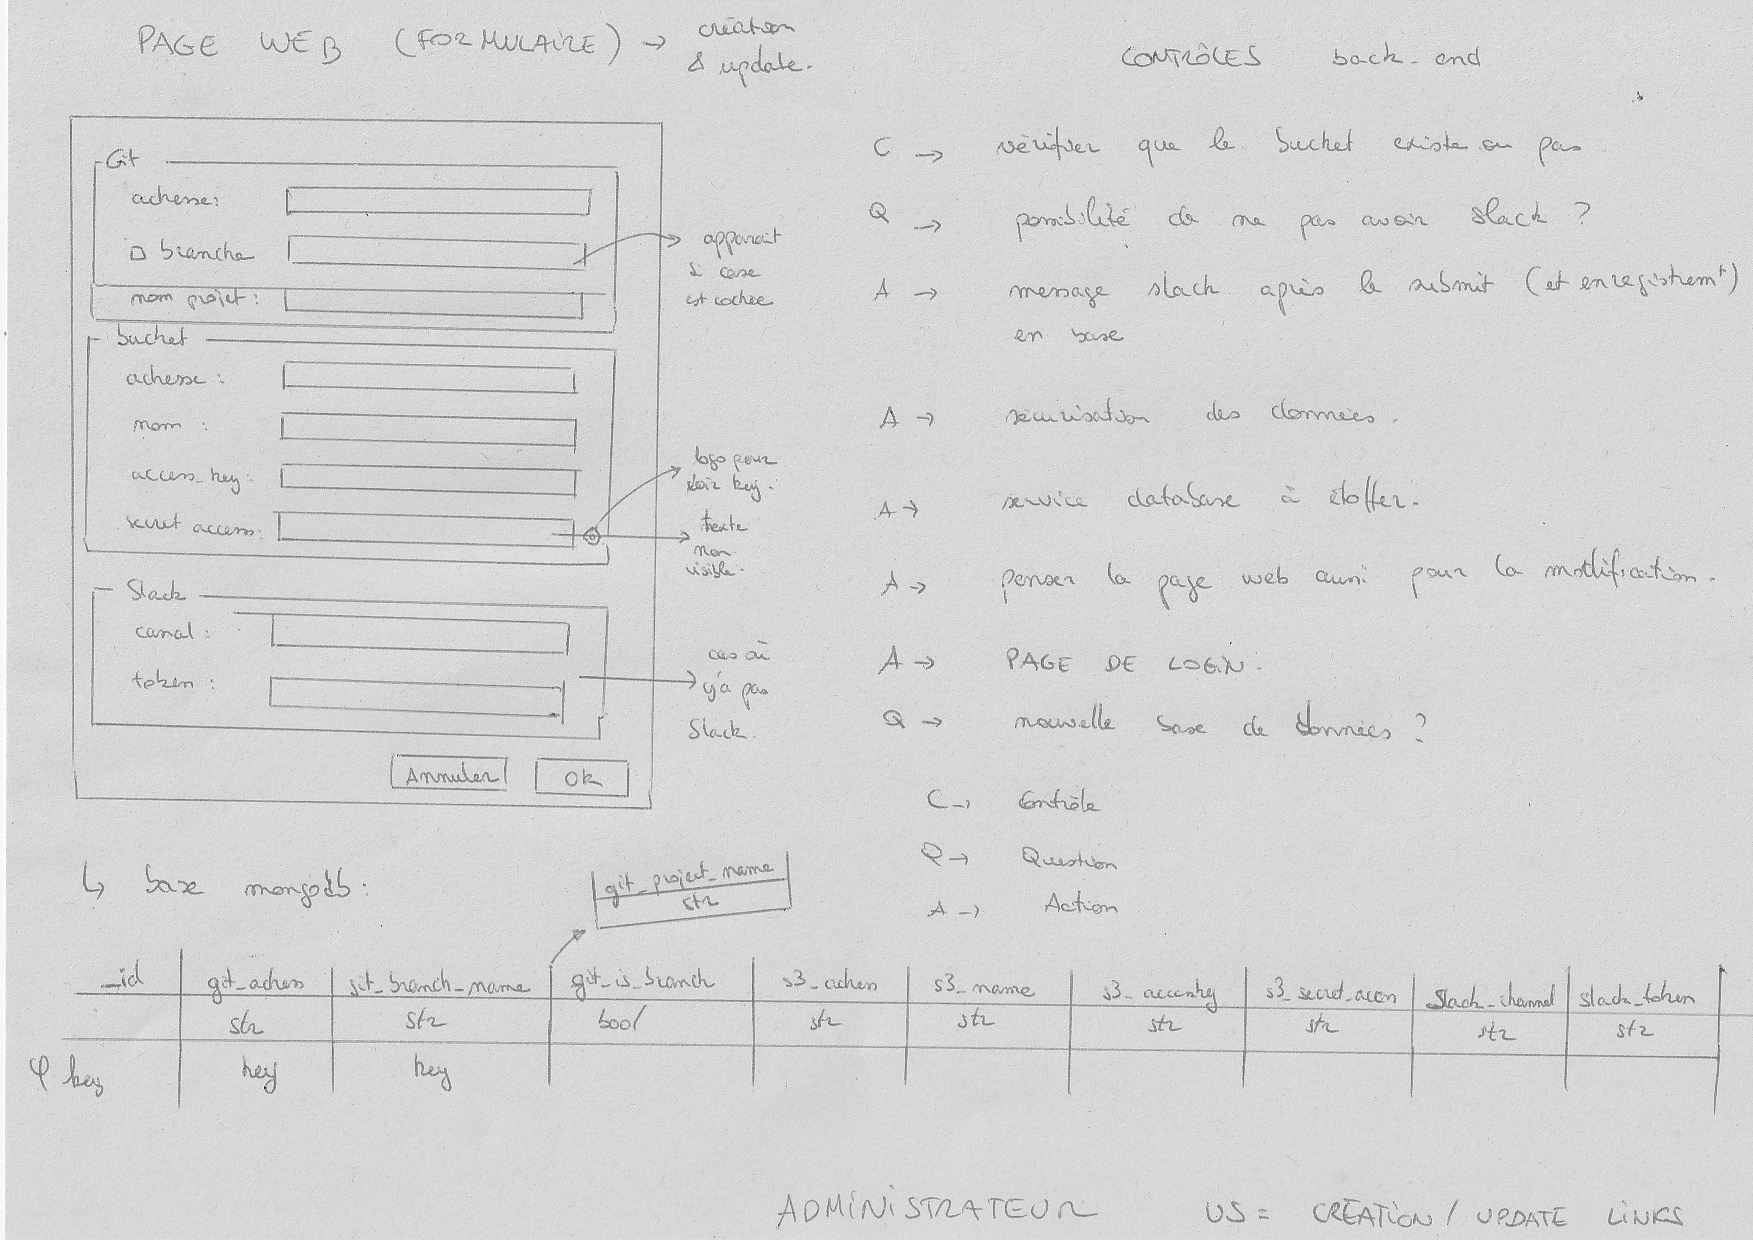 PAGE WEB (FORMULAIRE) → création
& update.
Git
adresse:
□ branche
nom projet:
apparait
si case
est cochée
bucket
adresse:
nom :
access_key:
secret access:
logo pour
voir key.
texte
non
visible.
Slack
canal :
token :
cas où
y'a pas
Slack.
Annuler
Ok
CONTRÔLES back-end
C → vérifier que le bucket existe ou pas
Q → possibilité de ne pas avoir slack ?
A → message slack après le submit (et enregistremt)
en base
A → sécurisation des données.
A → service database à étoffer.
A → penser la page web aussi pour la modification.
A → PAGE DE LOGIN.
Q → nouvelle base de données ?
C → Contrôle
Q → Question
A → Action
↳ base mongodb:
git_project_name
str
_id git_adress git_branch_name git_is_branch s3_adress s3_name s3_accesskey s3_secret_acces slack_channel slack_token
str str bool str str str str str str
key key key
ADMINISTRATEUR US = CRÉATION / UPDATE LINKS